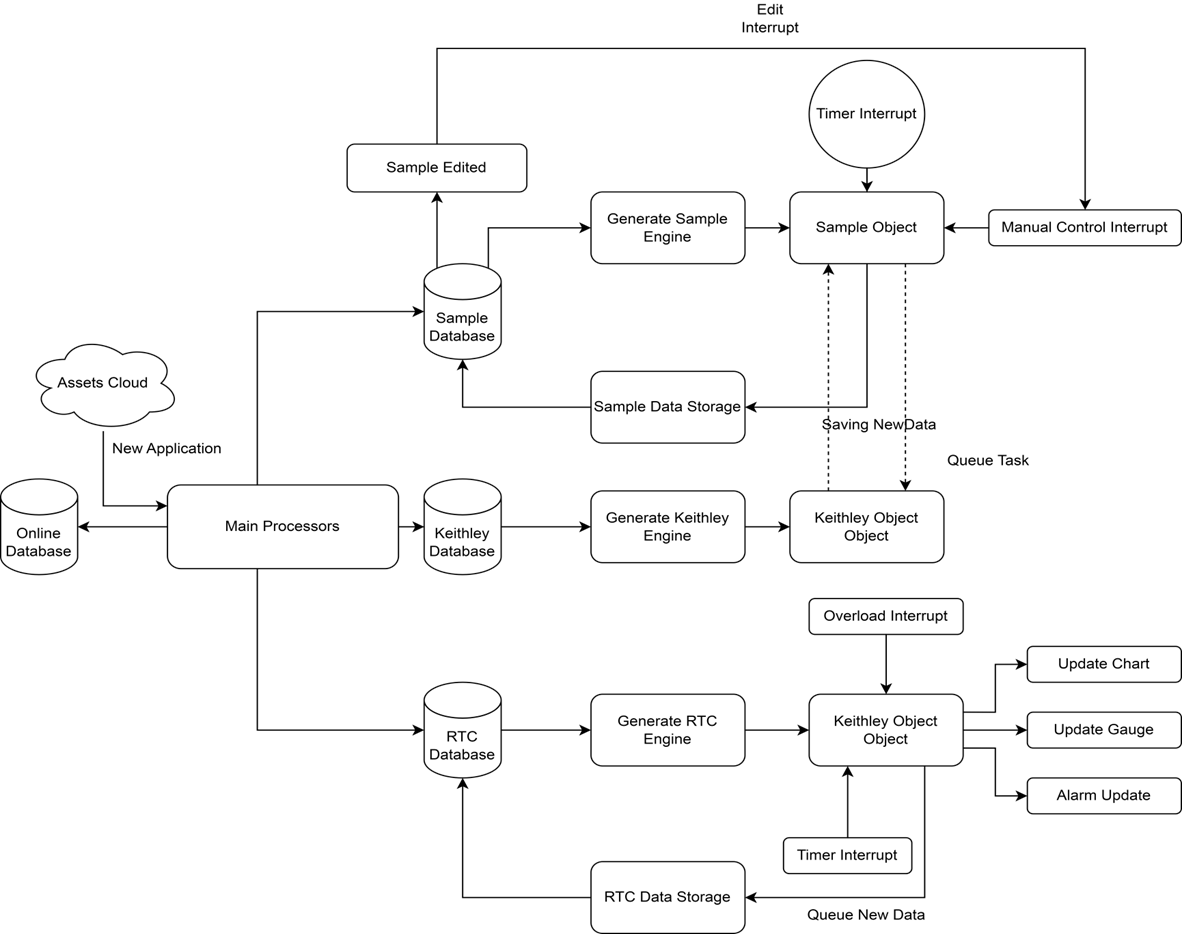 Edit
Interrupt
Timer Interrupt
Sample Edited
Generate Sample
Engine
Sample Object
Manual Control Interrupt
Sample
Database
Assets Cloud
Sample Data Storage
Saving NewData
New Application
Queue Task
Online
Database
Main Processors
Keithley
Database
Generate Keithley
Engine
Keithley Object
Object
Overload Interrupt
Update Chart
RTC
Database
Generate RTC
Engine
Keithley Object
Object
Update Gauge
Alarm Update
Timer Interrupt
RTC Data Storage
Queue New Data